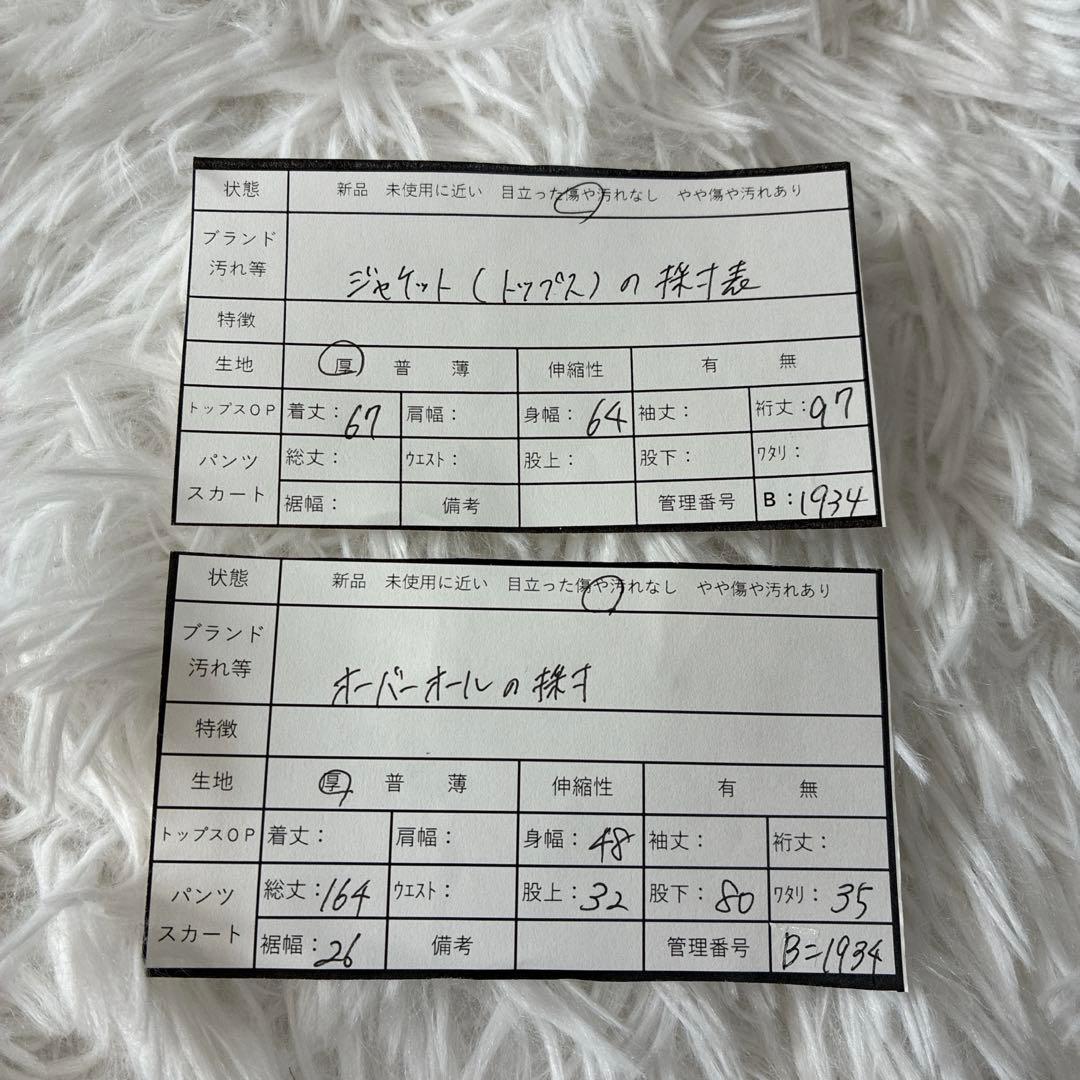 状態 新品 未使用に近い 目立った傷や汚れなし やや傷や汚れあり
ブランド
汚れ等
ジャケット(トップス)の採寸表
特徴
生地 厚 普 薄 伸縮性 有 無
トップスOP 着丈:67 肩幅: 身幅:64 袖丈: 裄丈:97
パンツ
スカート
総丈: ウエスト: 股上: 股下: ワタリ:
裾幅: 備考 管理番号 B:1934
状態 新品 未使用に近い 目立った傷や汚れなし やや傷や汚れあり
ブランド
汚れ等
オーバーオールの採寸
特徴
生地 厚 普 薄 伸縮性 有 無
トップスOP 着丈: 肩幅: 身幅:48 袖丈: 裄丈:
パンツ
スカート
総丈:164 ウエスト: 股上:32 股下:80 ワタリ:35
裾幅:26 備考 管理番号 B=1934